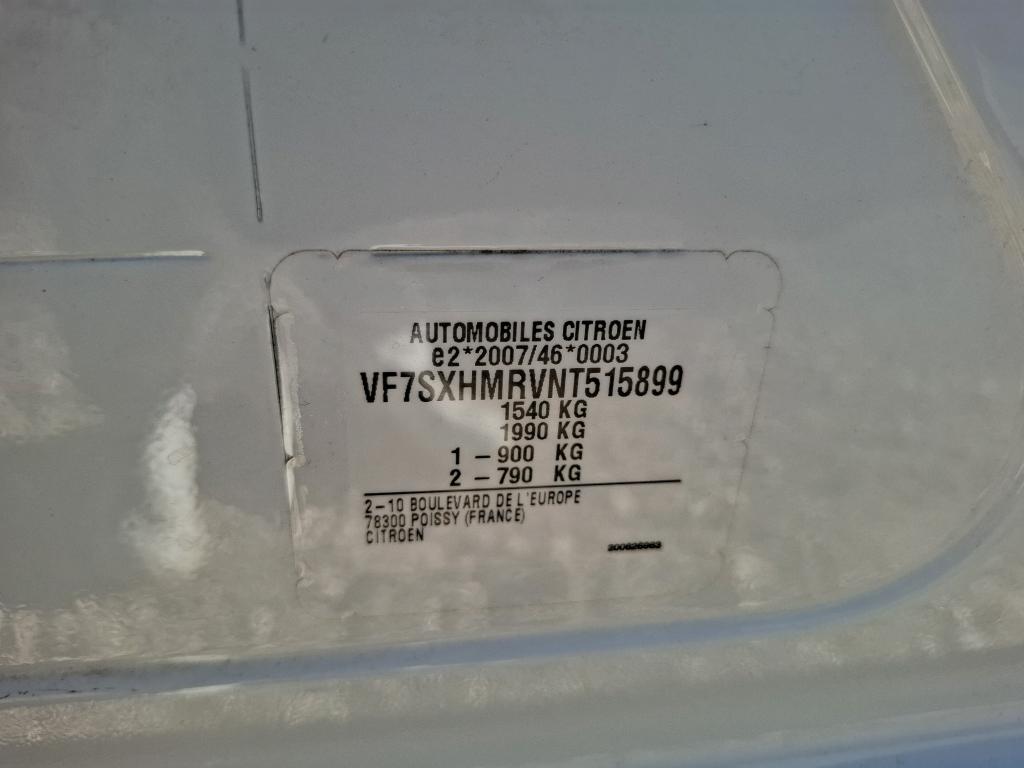 AUTOMOBILES CITROEN
e2*2007/46*0003
VF7SXHMRVNT515899
1540 KG
1990 KG
1 – 900 KG
2 – 790 KG
2–10 BOULEVARD DE L'EUROPE
78300 POISSY (FRANCE)
CITROEN